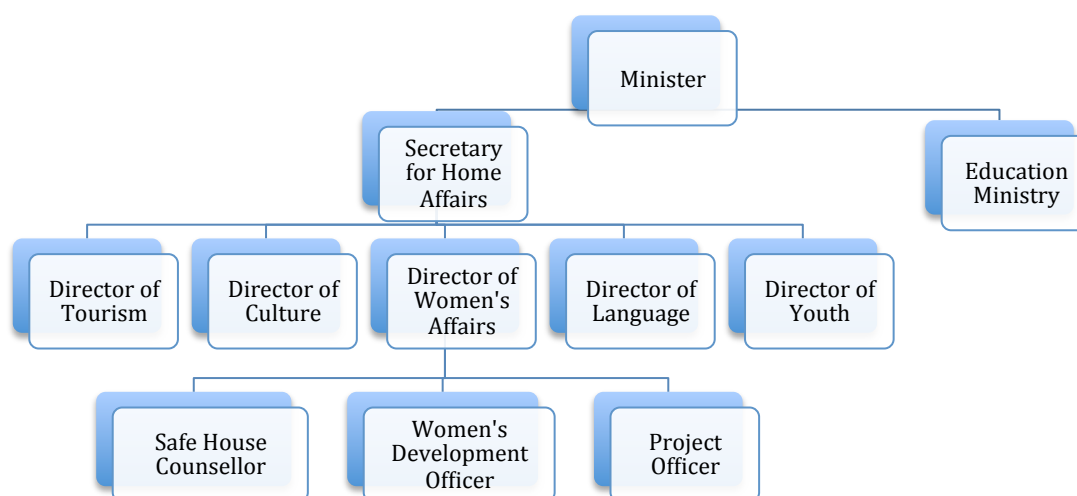 Minister
Secretary
for Home
Affairs
Education
Ministry
Director of
Tourism
Director of
Culture
Director of
Women's
Affairs
Director of
Language
Director of
Youth
Safe House
Counsellor
Women's
Development
Officer
Project
Officer